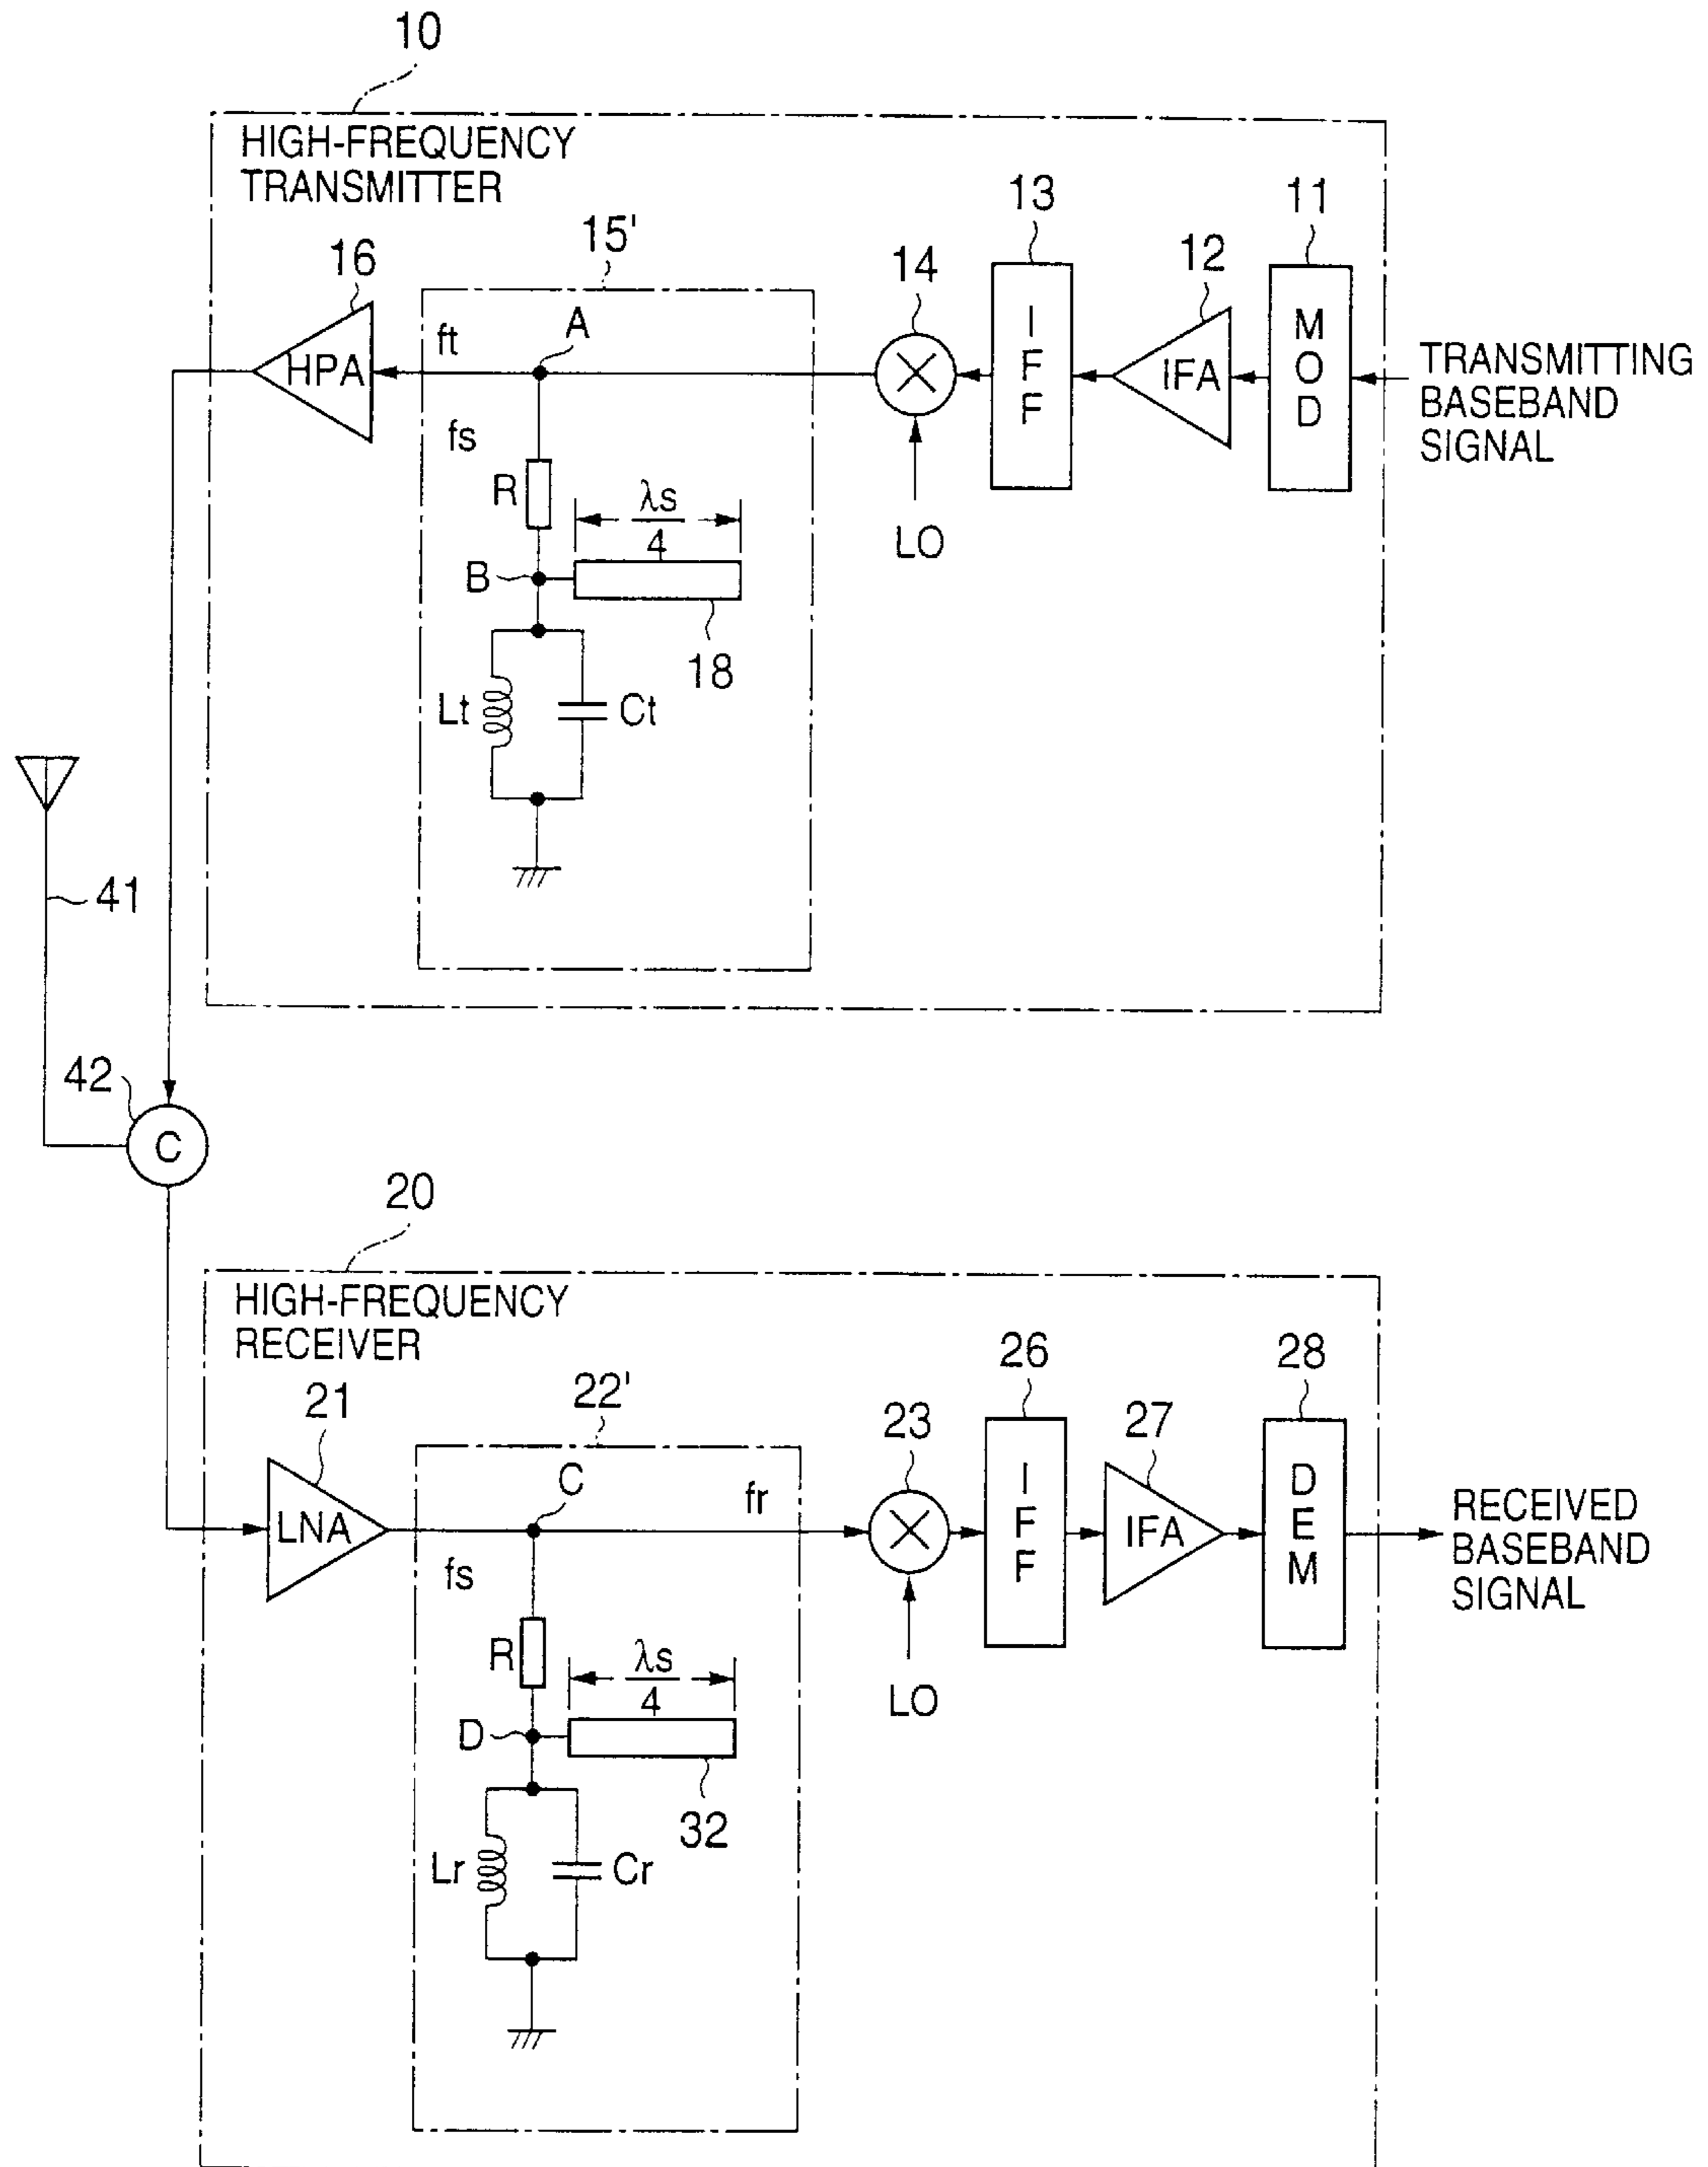 10
HIGH-FREQUENCY
TRANSMITTER
13
11
15'
16
14
12
A
ft
HPA
I
F
F
IFA
M
O
D
TRANSMITTING
BASEBAND
SIGNAL
fs
R
λs
4
LO
B
18
Lt
Ct
41
42
C
20
HIGH-FREQUENCY
RECEIVER
26
28
21
22'
23
27
C
fr
LNA
I
F
F
IFA
D
E
M
RECEIVED
BASEBAND
SIGNAL
fs
R
λs
4
LO
D
32
Lr
Cr